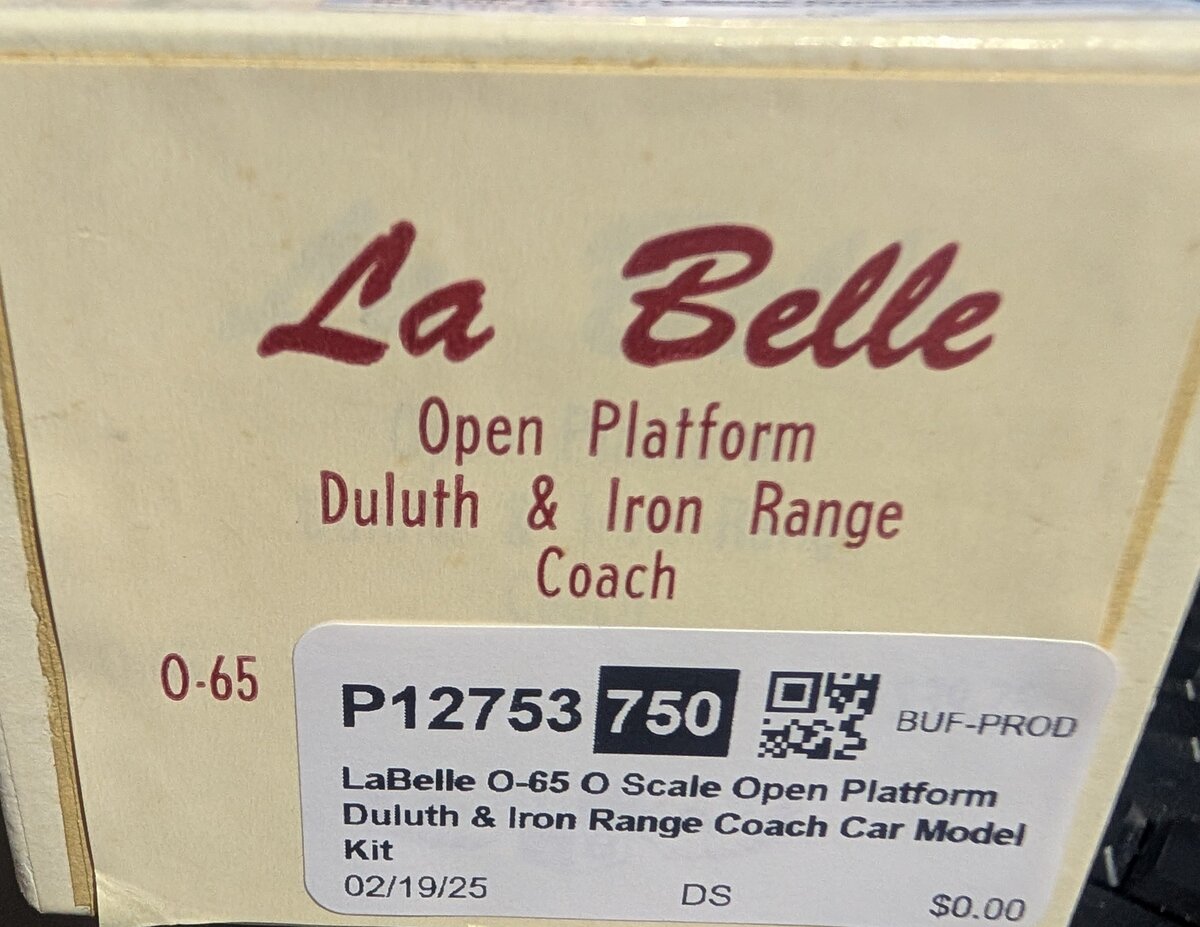 La Belle
Open Platform
Duluth & Iron Range
Coach
O-65
P12753 750 BUF-PROD
LaBelle O-65 O Scale Open Platform
Duluth & Iron Range Coach Car Model
Kit
02/19/25 DS $0.00